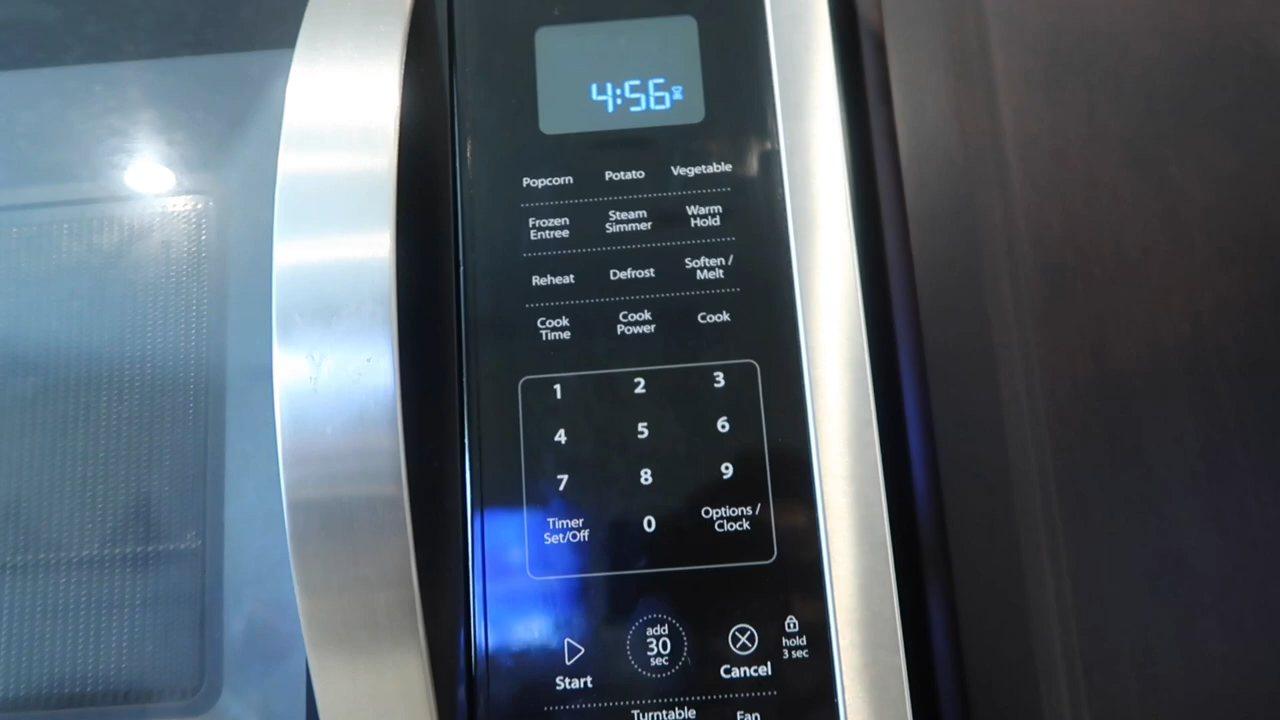 4:56
Popcorn Potato Vegetable
Frozen Entree
Steam Simmer
Warm Hold
Reheat Defrost
Soften / Melt
Cook Time
Cook Power
Cook
1 2 3
4 5 6
7 8 9
Timer Set/Off
0
Options / Clock
Start
add 30 sec
Cancel
hold 3 sec
Turntable Fan